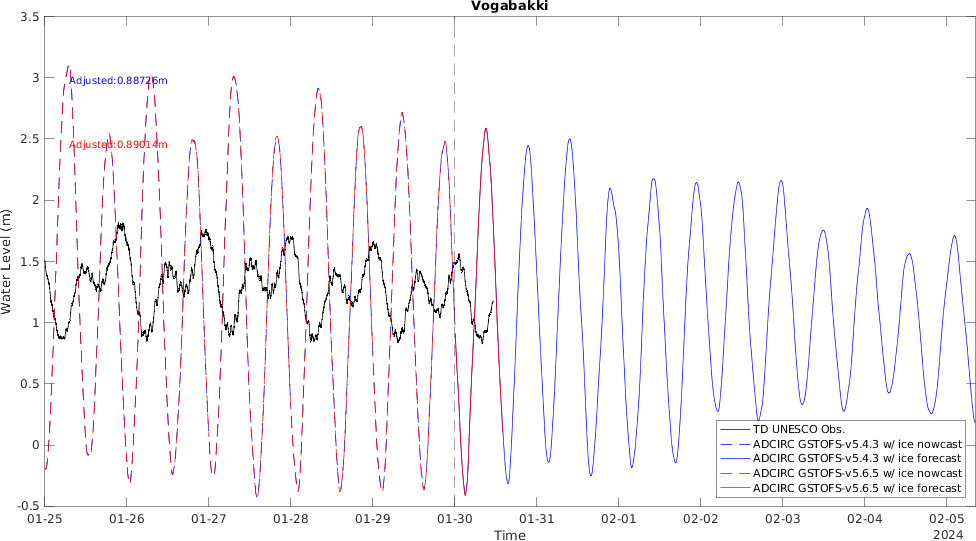 Vogabakki
3.5
3
2.5
2
1.5
1
0.5
0
-0.5
Water Level (m)
Adjusted:0.88726m
Adjusted:0.89014m
TD UNESCO Obs.
ADCIRC GSTOFS-v5.4.3 w/ ice nowcast
ADCIRC GSTOFS-v5.4.3 w/ ice forecast
ADCIRC GSTOFS-v5.6.5 w/ ice nowcast
ADCIRC GSTOFS-v5.6.5 w/ ice forecast
01-25 01-26 01-27 01-28 01-29 01-30 01-31 02-01 02-02 02-03 02-04 02-05
Time
2024